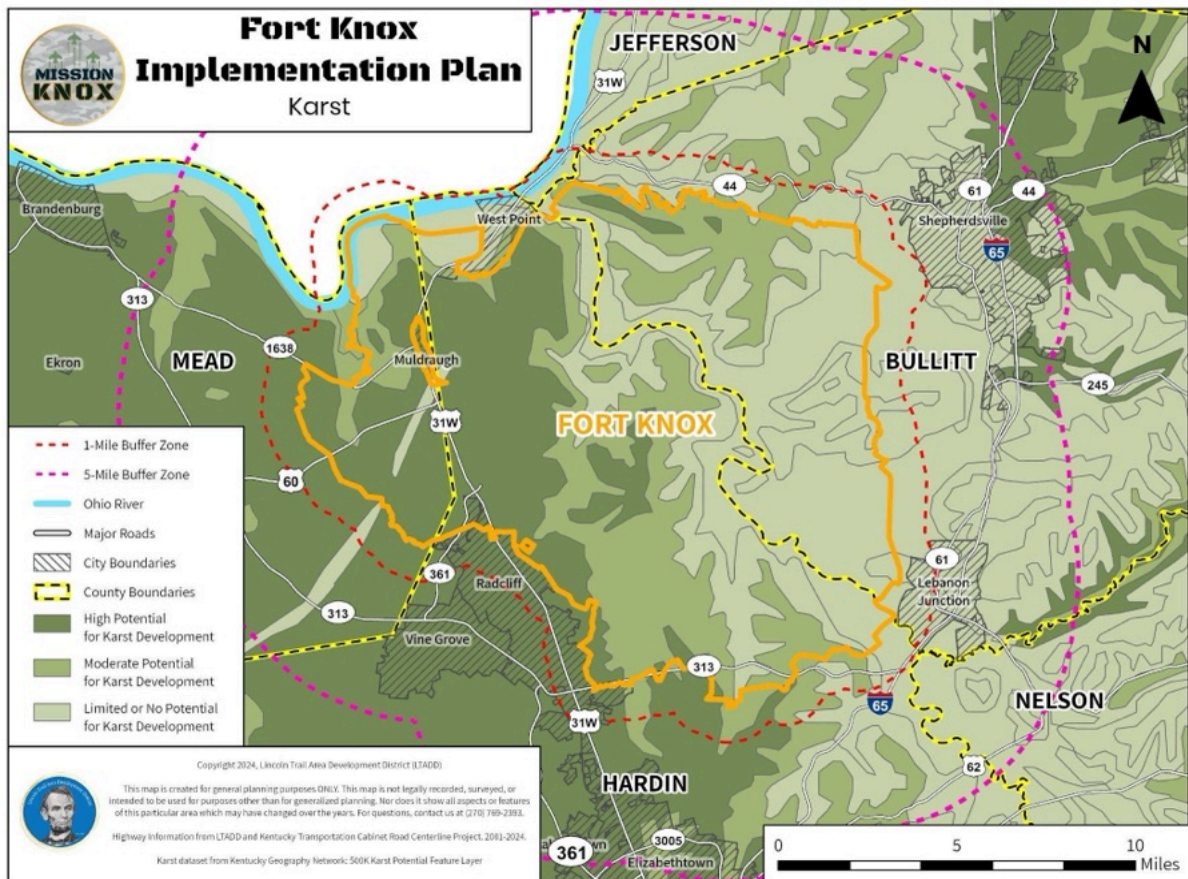 Fort Knox
Implementation Plan
Karst
MISSION
KNOX
JEFFERSON
N
31W
44
61
44
Brandenburg
West Point
Shepherdsville
65
313
1638
Ekron
MEAD
Muldraugh
BULLITT
245
31W
FORT KNOX
60
361
Radcliff
61
Lebanon
Junction
313
Vine Grove
313
NELSON
65
31W
62
HARDIN
3005
361
town
Elizabethtown
1-Mile Buffer Zone
5-Mile Buffer Zone
Ohio River
Major Roads
City Boundaries
County Boundaries
High Potential
for Karst Development
Moderate Potential
for Karst Development
Limited or No Potential
for Karst Development
Copyright 2024, Lincoln Trail Area Development District (LTADD)
This map is created for general planning purposes ONLY. This map is not legally recorded, surveyed, or
intended to be used for purposes other than for generalized planning. Nor does it show all aspects or features
of this particular area which may have changed over the years. For questions, contact us at (270) 769-2393.
Highway information from LTADD and Kentucky Transportation Cabinet Road Centerline Project, 2001-2024.
Karst dataset from Kentucky Geography Network: 500K Karst Potential Feature Layer
0
5
10
Miles